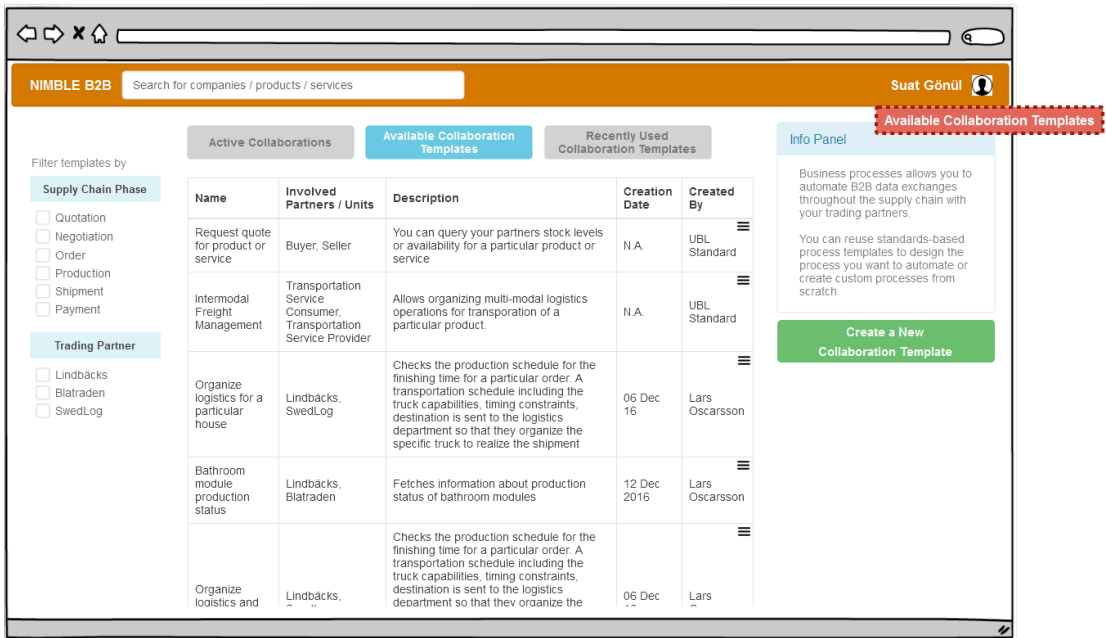 NIMBLE B2B
Search for companies / products / services
Suat Gönül
Available Collaboration Templates
Active Collaborations
Available Collaboration
Templates
Recently Used
Collaboration Templates
Filter templates by
Supply Chain Phase
Quotation
Negotiation
Order
Production
Shipment
Payment
Trading Partner
Lindbäcks
Blatraden
SwedLog
Name
Involved
Partners / Units
Description
Creation
Date
Created
By
Request quote
for product or
service
Buyer, Seller
You can query your partners stock levels
or availability for a particular product or
service
N.A.
UBL
Standard
Intermodal
Freight
Management
Transportation
Service
Consumer,
Transportation
Service Provider
Allows organizing multi-modal logistics
operations for transporation of a
particular product.
N.A.
UBL
Standard
Organize
logistics for a
particular
house
Lindbäcks,
SwedLog
Checks the production schedule for the
finishing time for a particular order. A
transportation schedule including the
truck capabilities, timing constraints,
destination is sent to the logistics
department so that they organize the
specific truck to realize the shipment
06 Dec
16
Lars
Oscarsson
Bathroom
module
production
status
Lindbäcks,
Blatraden
Fetches information about production
status of bathroom modules
12 Dec
2016
Lars
Oscarsson
Organize
logistics and
Lindbäcks,
Checks the production schedule for the
finishing time for a particular order. A
transportation schedule including the
truck capabilities, timing constraints,
destination is sent to the logistics
department so that they organize the
06 Dec
Lars
Info Panel
Business processes allows you to
automate B2B data exchanges
throughout the supply chain with
your trading partners.
You can reuse standards-based
process templates to design the
process you want to automate or
create custom processes from
scratch.
Create a New
Collaboration Template